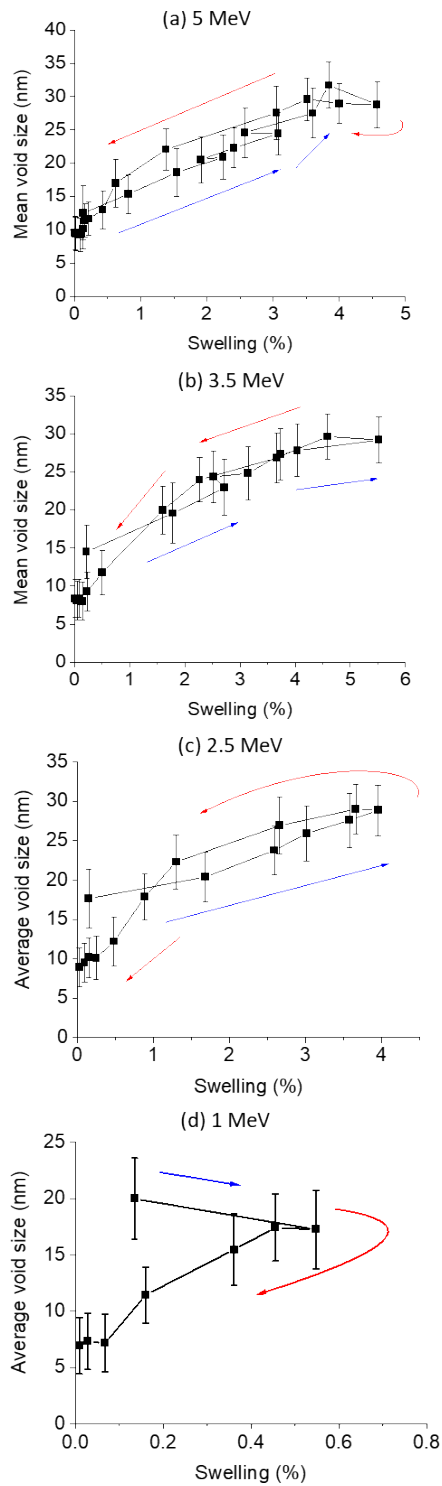 (a) 5 MeV
40
35
30
25
20
15
10
5
0
Mean void size (nm)
0 1 2 3 4 5
Swelling (%)
(b) 3.5 MeV
35
30
25
20
15
10
5
0
Mean void size (nm)
0 1 2 3 4 5 6
Swelling (%)
(c) 2.5 MeV
35
30
25
20
15
10
5
0
Average void size (nm)
0 1 2 3 4
Swelling (%)
(d) 1 MeV
25
20
15
10
5
0
Average void size (nm)
0.0 0.2 0.4 0.6 0.8
Swelling (%)